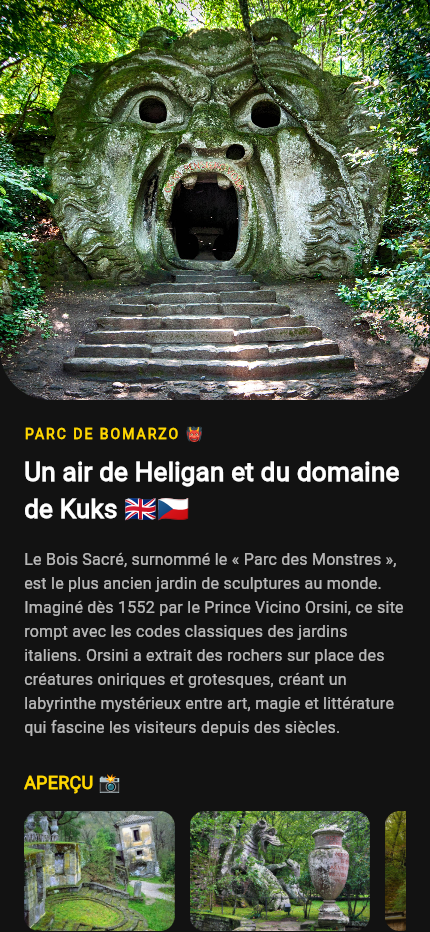 PARC DE BOMARZO 👹
Un air de Heligan et du domaine
de Kuks 🇬🇧🇨🇿
Le Bois Sacré, surnommé le « Parc des Monstres »,
est le plus ancien jardin de sculptures au monde.
Imaginé dès 1552 par le Prince Vicino Orsini, ce site
rompt avec les codes classiques des jardins
italiens. Orsini a extrait des rochers sur place des
créatures oniriques et grotesques, créant un
labyrinthe mystérieux entre art, magie et littérature
qui fascine les visiteurs depuis des siècles.
APERÇU 📸